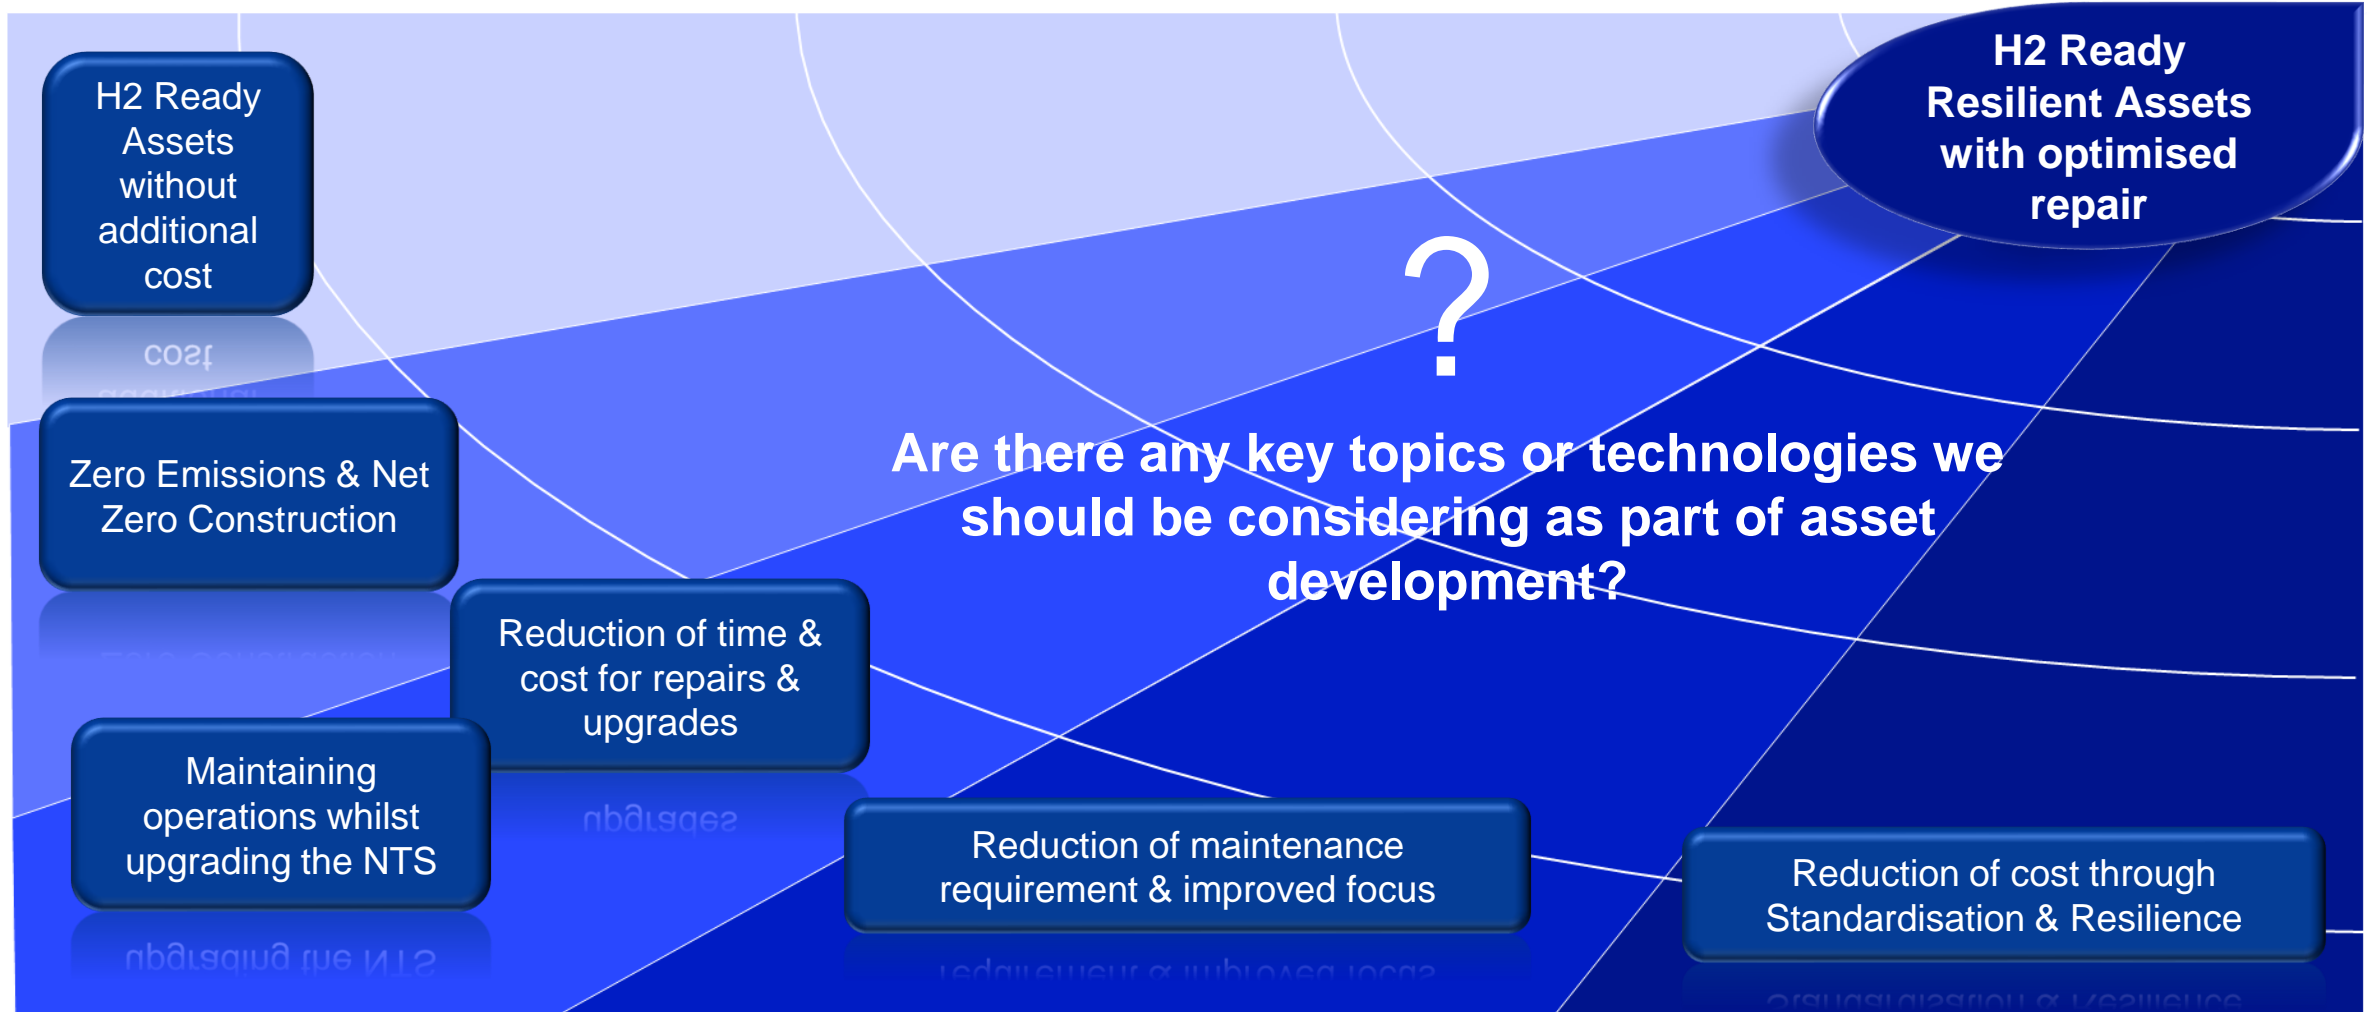 H2 Ready
Assets
without
additional
cost
H2 Ready
Resilient Assets
with optimised
repair
?
Are there any key topics or technologies we
should be considering as part of asset
development?
Zero Emissions & Net
Zero Construction
Reduction of time &
cost for repairs &
upgrades
Maintaining
operations whilst
upgrading the NTS
Reduction of maintenance
requirement & improved focus
Reduction of cost through
Standardisation & Resilience